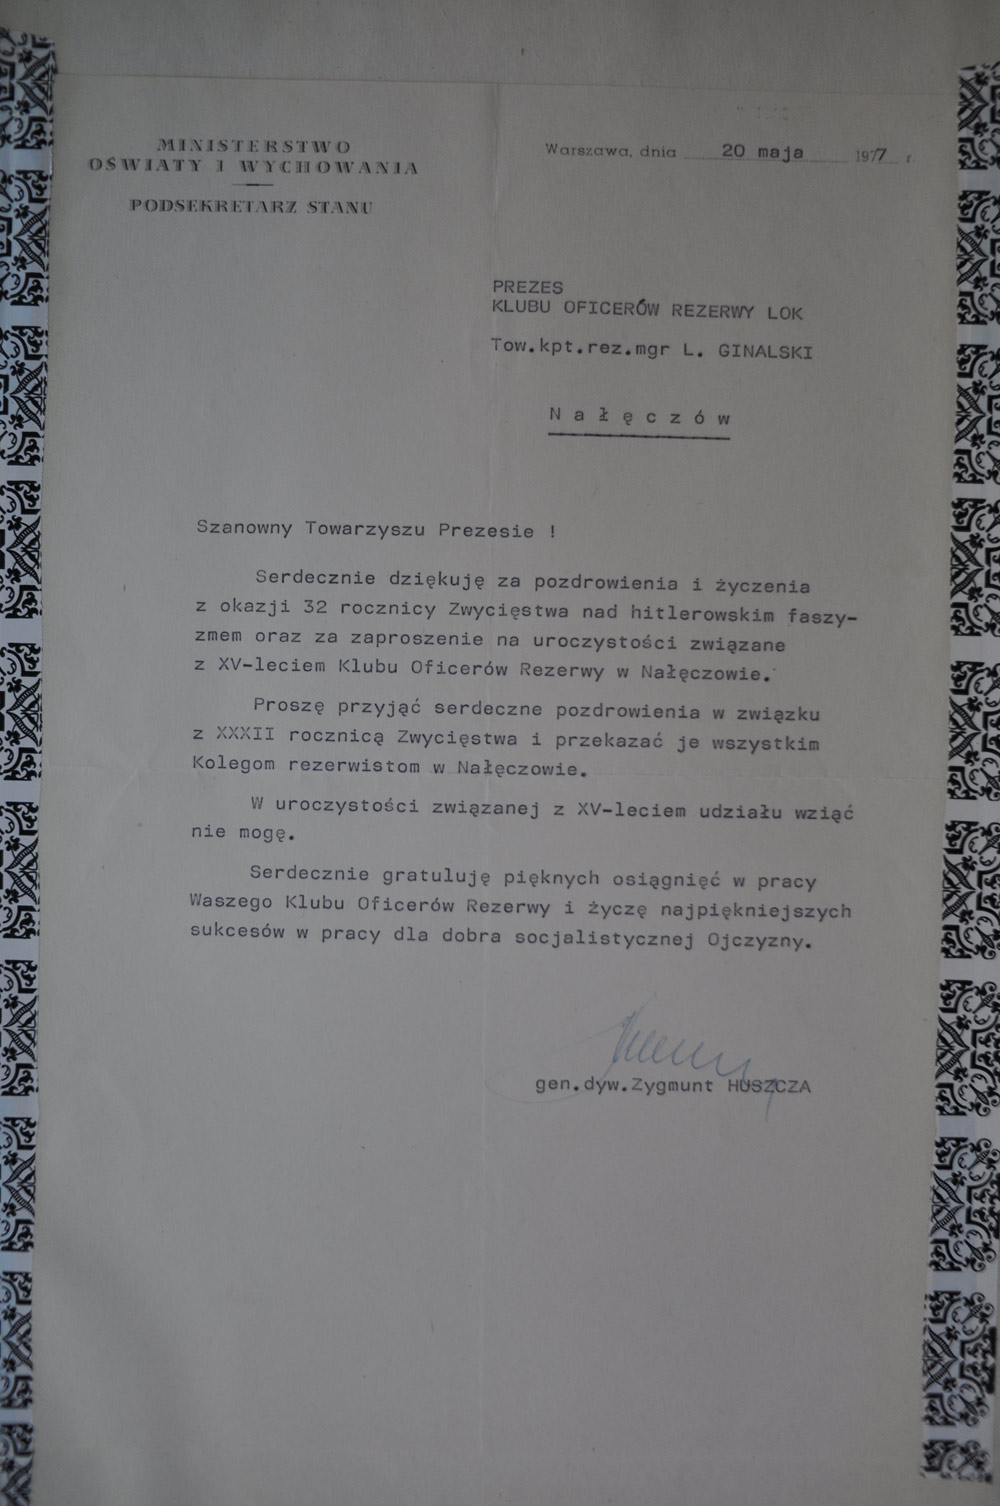 MINISTERSTWO
OŚWIATY I WYCHOWANIA
PODSEKRETARZ STANU
Warszawa, dnia 20 maja 1977 r.
PREZES
KLUBU OFICERÓW REZERWY LOK
Tow.kpt.rez.mgr L. GINALSKI
N a ł ę c z ó w
Szanowny Towarzyszu Prezesie !
Serdecznie dziękuję za pozdrowienia i życzenia
z okazji 32 rocznicy Zwycięstwa nad hitlerowskim faszy-
zmem oraz za zaproszenie na uroczystości związane
z XV-leciem Klubu Oficerów Rezerwy w Nałęczowie.
Proszę przyjąć serdeczne pozdrowienia w związku
z XXXII rocznicą Zwycięstwa i przekazać je wszystkim
Kolegom rezerwistom w Nałęczowie.
W uroczystości związanej z XV-leciem udziału wziąć
nie mogę.
Serdecznie gratuluję pięknych osiągnięć w pracy
Waszego Klubu Oficerów Rezerwy i życzę najpiękniejszych
sukcesów w pracy dla dobra socjalistycznej Ojczyzny.
gen.dyw.Zygmunt HUSZCZA